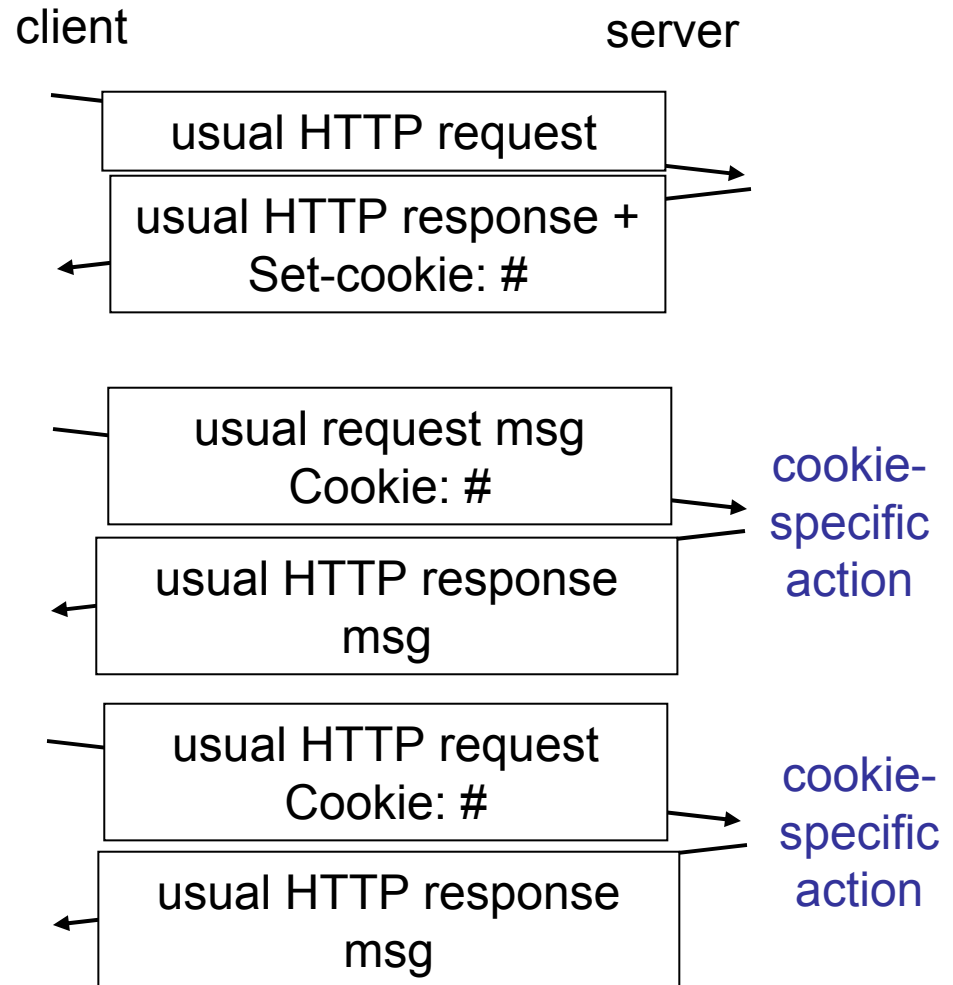 client
server
usual HTTP request
usual HTTP response +
Set-cookie: #
usual request msg
Cookie: #
cookie-
specific
action
usual HTTP response
msg
usual HTTP request
Cookie: #
cookie-
specific
action
usual HTTP response
msg